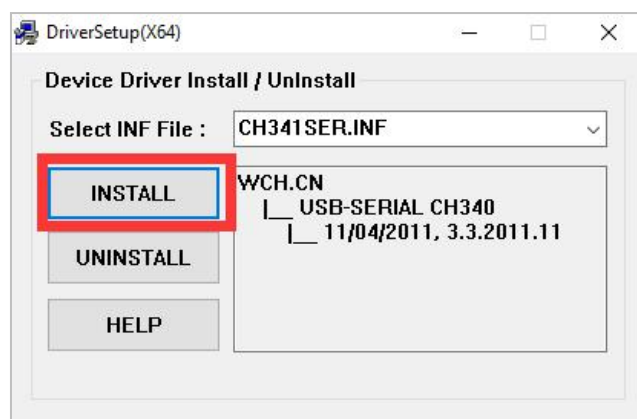 DriverSetup(X64)
Device Driver Install / UnInstall
Select INF File :
CH341SER.INF
INSTALL
WCH.CN
|__ USB-SERIAL CH340
|__ 11/04/2011, 3.3.2011.11
UNINSTALL
HELP